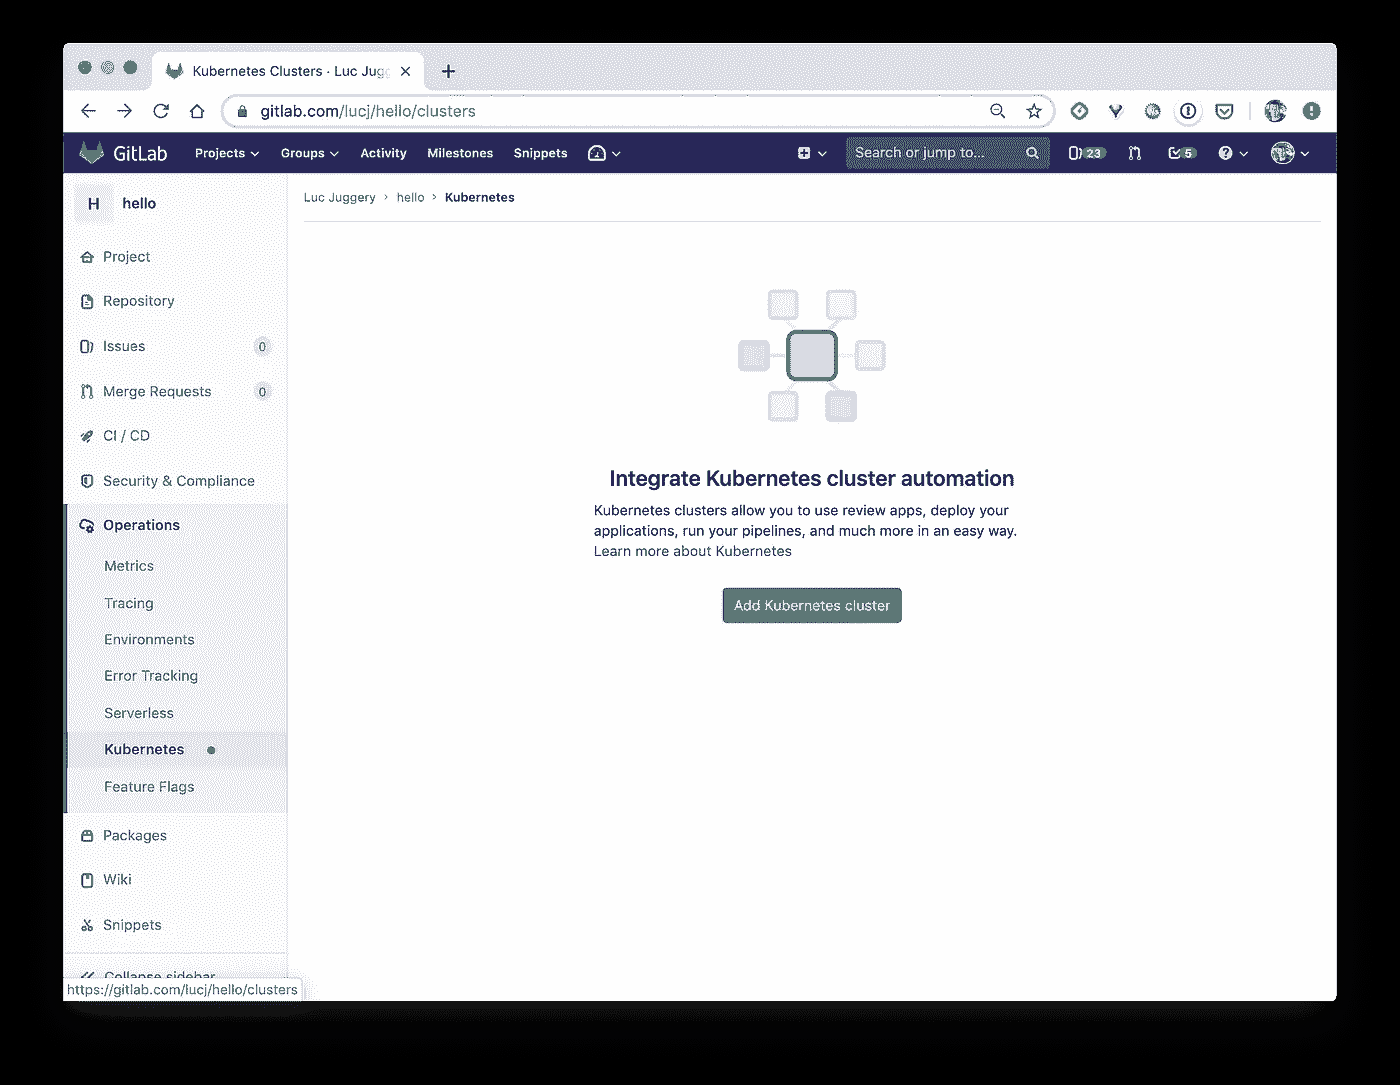 Kubernetes Clusters · Luc Jugg
gitlab.com/lucj/hello/clusters
GitLab
Projects
Groups
Activity
Milestones
Snippets
Search or jump to...
23
5
H
hello
Luc Juggery › hello › Kubernetes
Project
Repository
Issues 0
Merge Requests 0
CI / CD
Security & Compliance
Operations
Metrics
Tracing
Environments
Error Tracking
Serverless
Kubernetes
Feature Flags
Packages
Wiki
Snippets
Collapse sidebar
https://gitlab.com/lucj/hello/clusters
Integrate Kubernetes cluster automation
Kubernetes clusters allow you to use review apps, deploy your
applications, run your pipelines, and much more in an easy way.
Learn more about Kubernetes
Add Kubernetes cluster